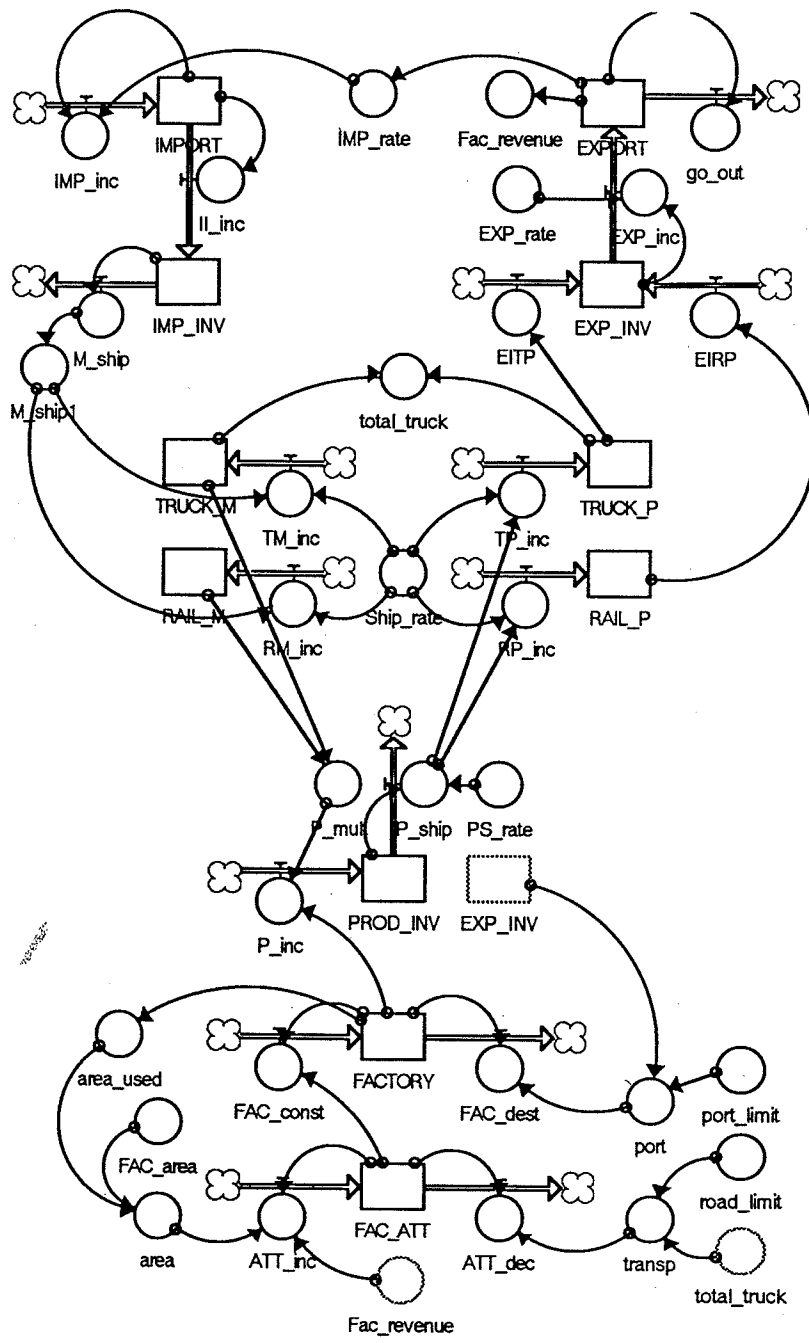 IMPORT
IMP_rate
Fac_revenue
EXPORT
IMP_inc
go_out
II_inc
EXP_rate
EXP_inc
IMP_INV
EXP_INV
M_ship
EITP
EIRP
M_ship1
total_truck
TRUCK_M
TRUCK_P
TM_inc
TP_inc
RAIL_M
Ship_rate
RAIL_P
RM_inc
RP_inc
P_mult
P_ship
PS_rate
PROD_INV
EXP_INV
P_inc
area_used
FACTORY
FAC_const
FAC_dest
port
port_limit
FAC_area
FAC_ATT
road_limit
area
ATT_inc
ATT_dec
transp
total_truck
Fac_revenue